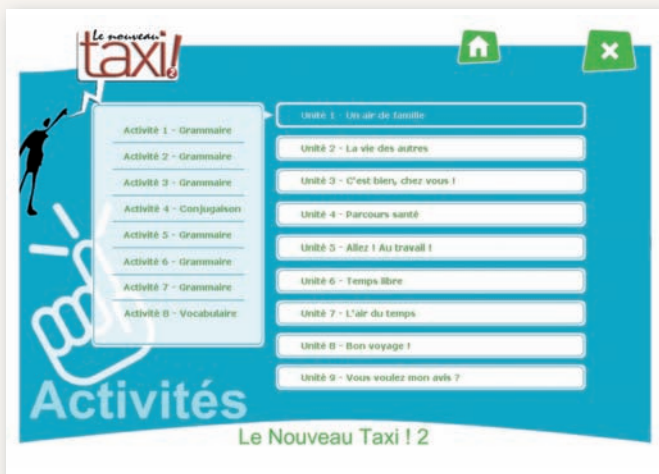 Le nouveau
taxi!
2
Activité 1 - Grammaire
Activité 2 - Grammaire
Activité 3 - Grammaire
Activité 4 - Conjugaison
Activité 5 - Grammaire
Activité 6 - Grammaire
Activité 7 - Grammaire
Activité 8 - Vocabulaire
Unité 1 - Un air de famille
Unité 2 - La vie des autres
Unité 3 - C'est bien, chez vous !
Unité 4 - Parcours santé
Unité 5 - Allez ! Au travail !
Unité 6 - Temps libre
Unité 7 - L'air du temps
Unité 8 - Bon voyage !
Unité 9 - Vous voulez mon avis ?
Activités
Le Nouveau Taxi ! 2